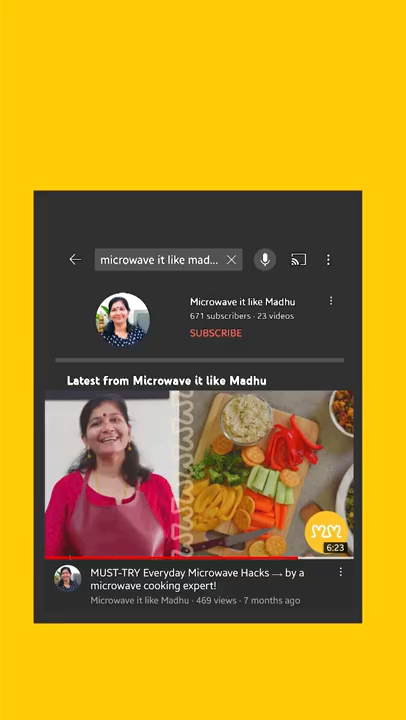 microwave it like mad...
Microwave it like Madhu
671 subscribers · 23 videos
SUBSCRIBE
Latest from Microwave it like Madhu
6:23
MUST-TRY Everyday Microwave Hacks → by a
microwave cooking expert!
Microwave it like Madhu · 469 views · 7 months ago